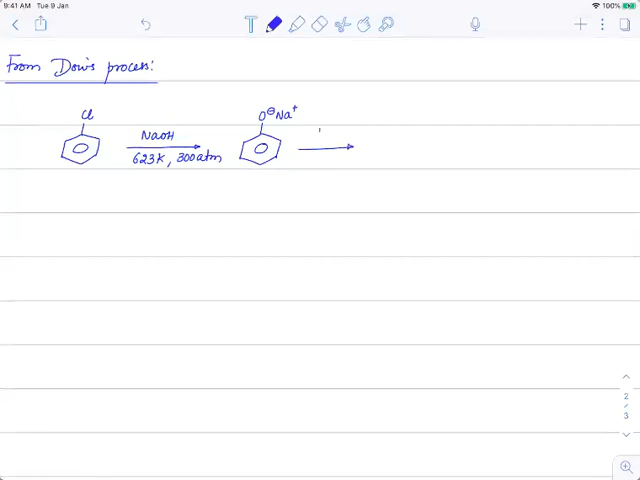 9:41 AM Tue 9 Jan
100%
From Dow's process:
Cl
NaOH
623K, 300atm
O⊖Na⁺
2
/
3